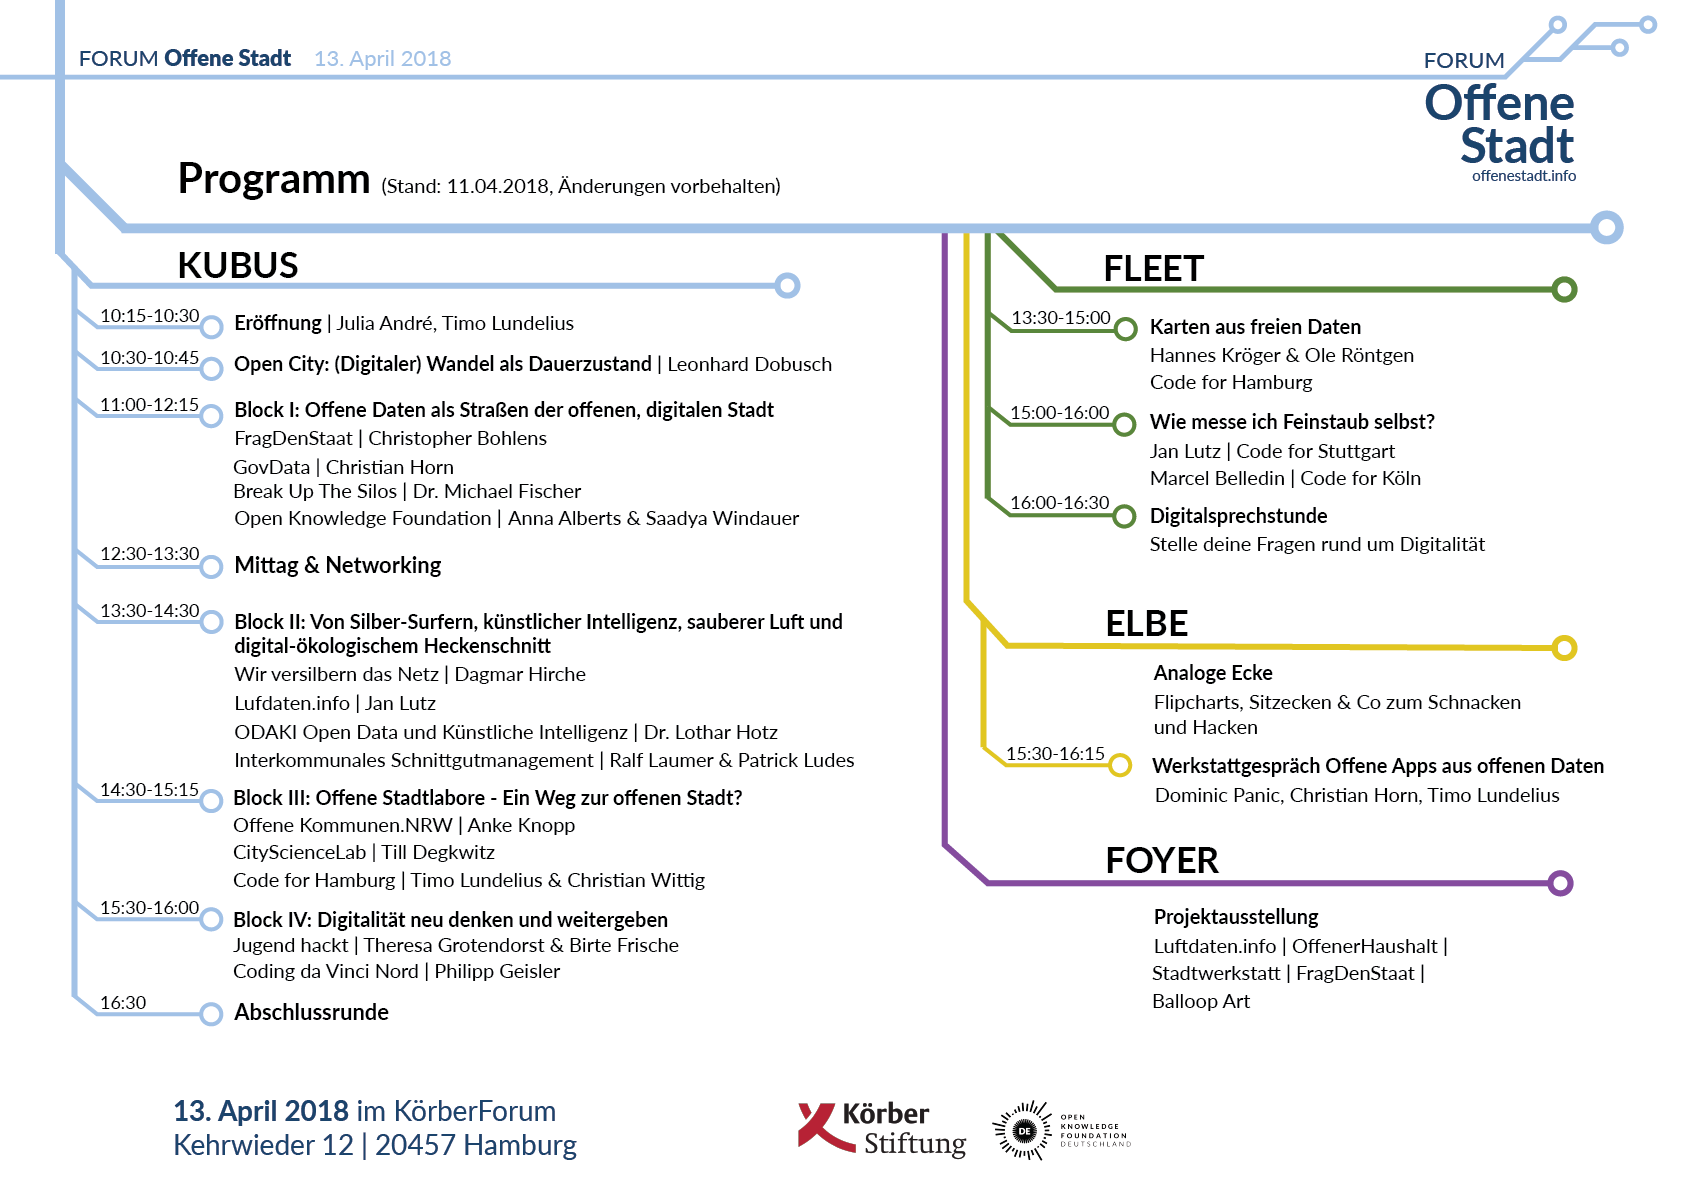 FORUM Offene Stadt 13. April 2018
FORUM
Offene
Stadt
offenestadt.info
Programm (Stand: 11.04.2018, Änderungen vorbehalten)
KUBUS
10:15-10:30 Eröffnung | Julia André, Timo Lundelius
10:30-10:45 Open City: (Digitaler) Wandel als Dauerzustand | Leonhard Dobusch
11:00-12:15 Block I: Offene Daten als Straßen der offenen, digitalen Stadt
FragDenStaat | Christopher Bohlens
GovData | Christian Horn
Break Up The Silos | Dr. Michael Fischer
Open Knowledge Foundation | Anna Alberts & Saadya Windauer
12:30-13:30 Mittag & Networking
13:30-14:30 Block II: Von Silber-Surfern, künstlicher Intelligenz, sauberer Luft und
digital-ökologischem Heckenschnitt
Wir versilbern das Netz | Dagmar Hirche
Lufdaten.info | Jan Lutz
ODAKI Open Data und Künstliche Intelligenz | Dr. Lothar Hotz
Interkommunales Schnittgutmanagement | Ralf Laumer & Patrick Ludes
14:30-15:15 Block III: Offene Stadtlabore - Ein Weg zur offenen Stadt?
Offene Kommunen.NRW | Anke Knopp
CityScienceLab | Till Degkwitz
Code for Hamburg | Timo Lundelius & Christian Wittig
15:30-16:00 Block IV: Digitalität neu denken und weitergeben
Jugend hackt | Theresa Grotendorst & Birte Frische
Coding da Vinci Nord | Philipp Geisler
16:30 Abschlussrunde
FLEET
13:30-15:00 Karten aus freien Daten
Hannes Kröger & Ole Röntgen
Code for Hamburg
15:00-16:00 Wie messe ich Feinstaub selbst?
Jan Lutz | Code for Stuttgart
Marcel Belledin | Code for Köln
16:00-16:30 Digitalsprechstunde
Stelle deine Fragen rund um Digitalität
ELBE
Analoge Ecke
Flipcharts, Sitzecken & Co zum Schnacken
und Hacken
15:30-16:15 Werkstattgespräch Offene Apps aus offenen Daten
Dominic Panic, Christian Horn, Timo Lundelius
FOYER
Projektausstellung
Luftdaten.info | OffenerHaushalt |
Stadtwerkstatt | FragDenStaat |
Balloop Art
13. April 2018 im KörberForum
Kehrwieder 12 | 20457 Hamburg
Körber
Stiftung
DE
OPEN
KNOWLEDGE
FOUNDATION
DEUTSCHLAND